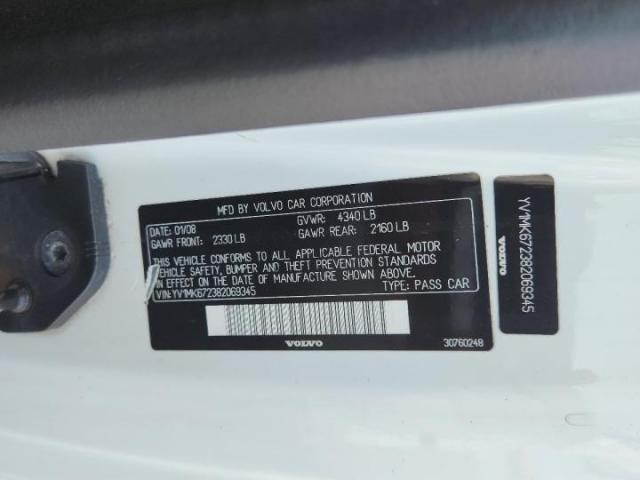 MFD BY VOLVO CAR CORPORATION
DATE: 01/08 GVWR: 4340 LB
GAWR FRONT: 2330 LB GAWR REAR: 2160 LB
THIS VEHICLE CONFORMS TO ALL APPLICABLE FEDERAL MOTOR
VEHICLE SAFETY, BUMPER AND THEFT PREVENTION STANDARDS
IN EFFECT ON THE DATE OF MANUFACTURE SHOWN ABOVE.
VIN: YV1MK672382069345 TYPE: PASS CAR
VOLVO 30760248
YV1MK672382069345
VOLVO